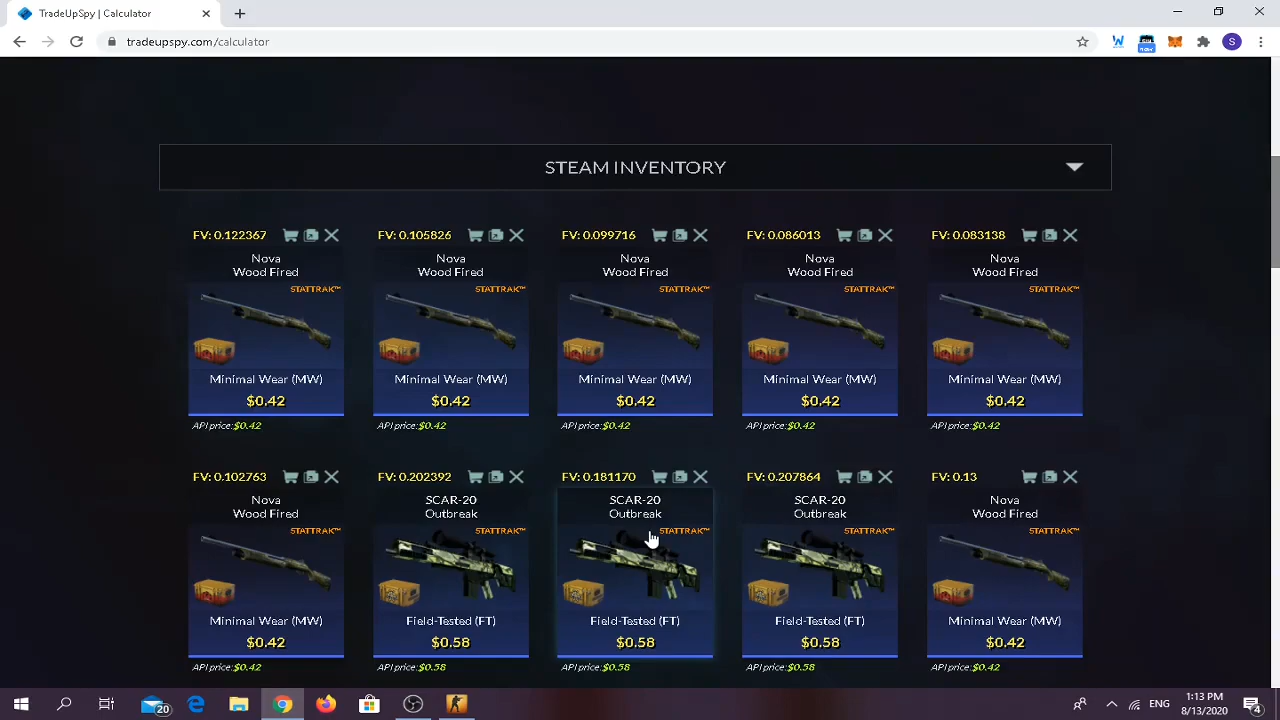 TradeUpSpy | Calculator
tradeupspy.com/calculator
STEAM INVENTORY
FV: 0.122367
FV: 0.105826
FV: 0.099716
FV: 0.086013
FV: 0.083138
Nova
Wood Fired
Nova
Wood Fired
Nova
Wood Fired
Nova
Wood Fired
Nova
Wood Fired
STATTRAK™
STATTRAK™
STATTRAK™
STATTRAK™
STATTRAK™
Minimal Wear (MW)
Minimal Wear (MW)
Minimal Wear (MW)
Minimal Wear (MW)
Minimal Wear (MW)
$0.42
$0.42
$0.42
$0.42
$0.42
API price:$0.42
API price:$0.42
API price:$0.42
API price:$0.42
API price:$0.42
FV: 0.102763
FV: 0.202392
FV: 0.181170
FV: 0.207864
FV: 0.13
Nova
Wood Fired
SCAR-20
Outbreak
SCAR-20
Outbreak
SCAR-20
Outbreak
Nova
Wood Fired
STATTRAK™
STATTRAK™
STATTRAK™
STATTRAK™
STATTRAK™
Minimal Wear (MW)
Field-Tested (FT)
Field-Tested (FT)
Field-Tested (FT)
Minimal Wear (MW)
$0.42
$0.58
$0.58
$0.58
$0.42
API price:$0.42
API price:$0.58
API price:$0.58
API price:$0.58
API price:$0.42
20
ENG
1:13 PM
8/13/2020
4